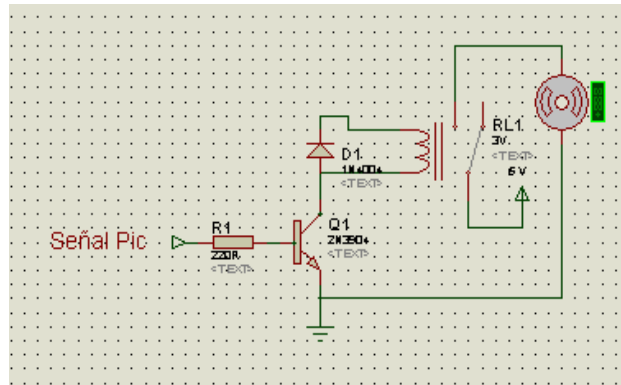 RL1
3V
<TEXT>
6 V
D1
1N4004
<TEXT>
Señal Pic
R1
220R
<TEXT>
Q1
2N3904
<TEXT>